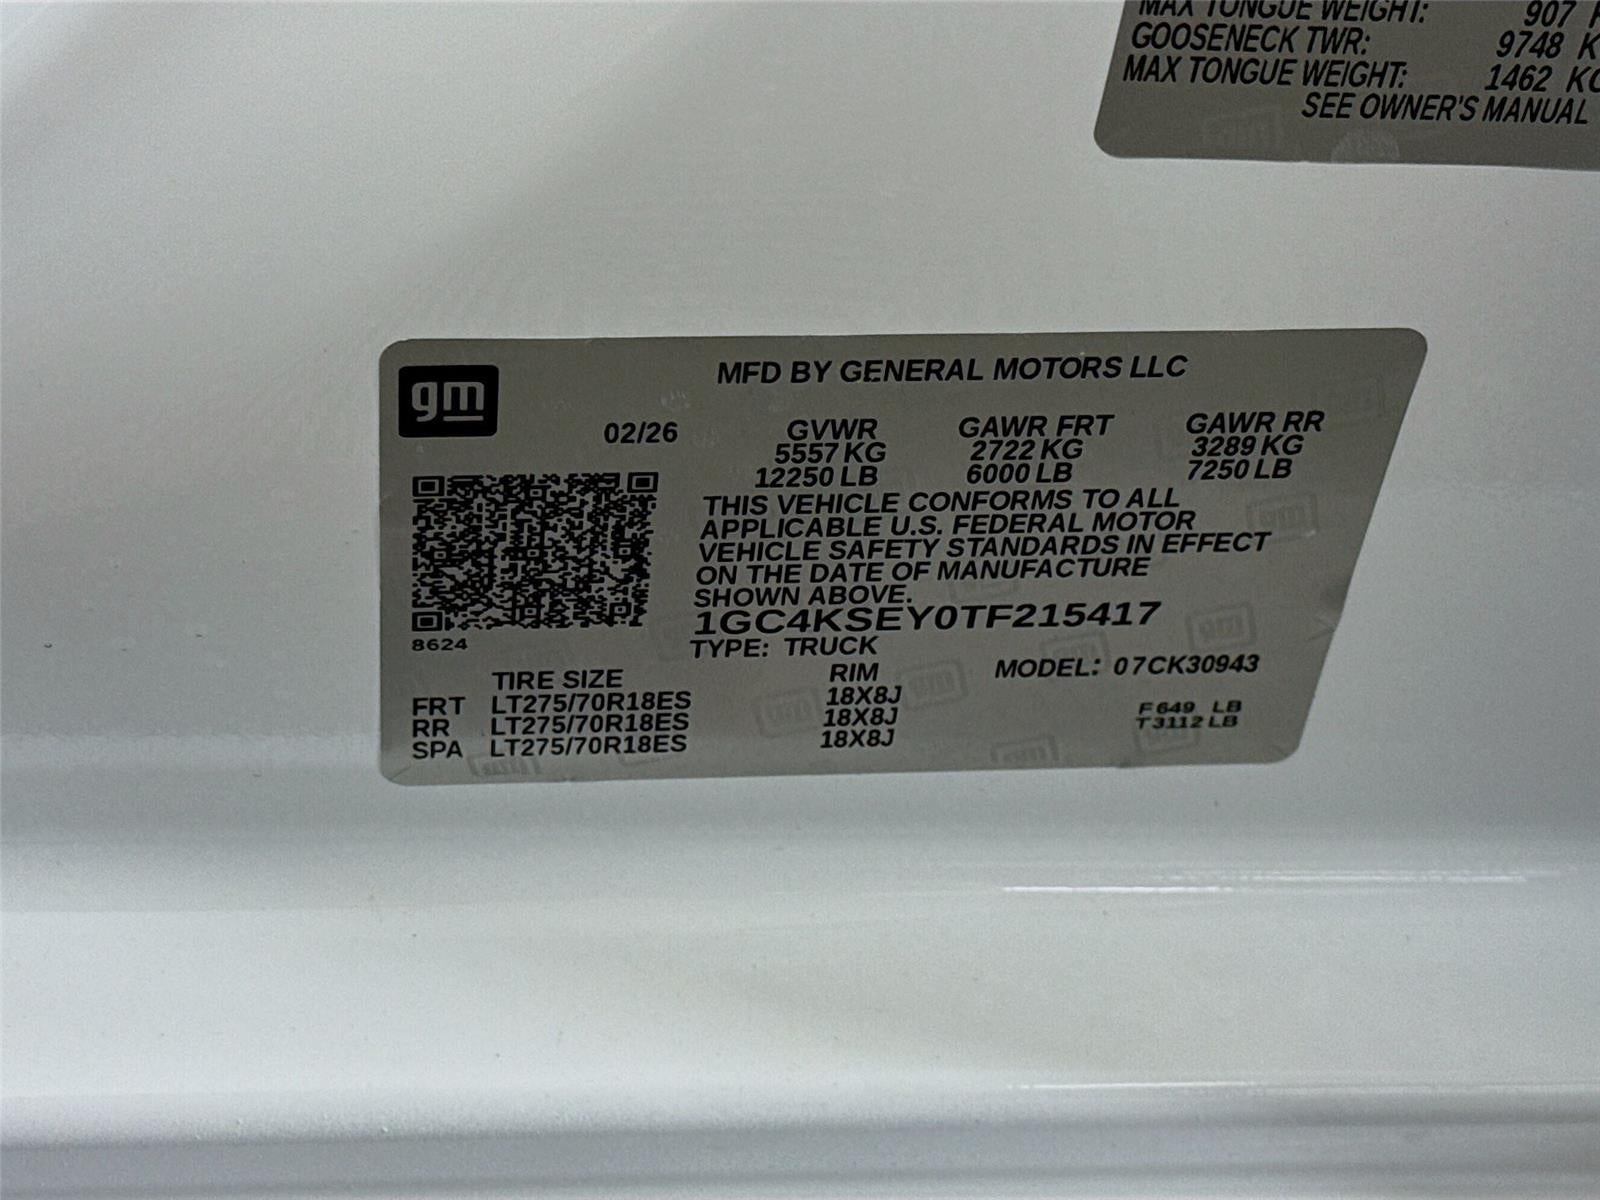 MAX TONGUE WEIGHT: 907
GOOSENECK TWR: 9748 K
MAX TONGUE WEIGHT: 1462 KG
SEE OWNER'S MANUAL
gm
MFD BY GENERAL MOTORS LLC
02/26
GVWR GAWR FRT GAWR RR
5557 KG 2722 KG 3289 KG
12250 LB 6000 LB 7250 LB
THIS VEHICLE CONFORMS TO ALL
APPLICABLE U.S. FEDERAL MOTOR
VEHICLE SAFETY STANDARDS IN EFFECT
ON THE DATE OF MANUFACTURE
SHOWN ABOVE.
1GC4KSEY0TF215417
8624
TYPE: TRUCK
TIRE SIZE RIM MODEL: 07CK30943
FRT LT275/70R18ES 18X8J
RR LT275/70R18ES 18X8J
SPA LT275/70R18ES 18X8J
F 649 LB
T 3112 LB